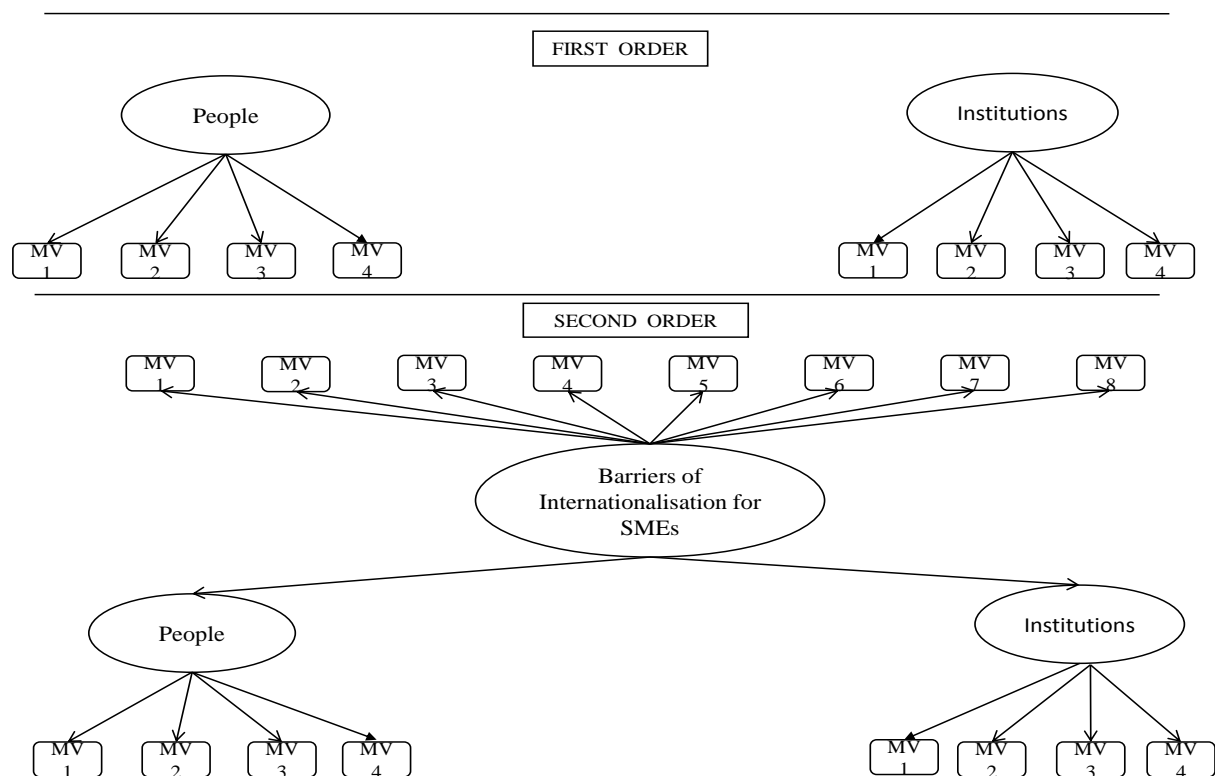 FIRST ORDER
People
Institutions
MV
1
MV
2
MV
3
MV
4
MV
1
MV
2
MV
3
MV
4
SECOND ORDER
MV
1
MV
2
MV
3
MV
4
MV
5
MV
6
MV
7
MV
8
Barriers of
Internationalisation for
SMEs
People
Institutions
MV
1
MV
2
MV
3
MV
4
MV
1
MV
2
MV
3
MV
4